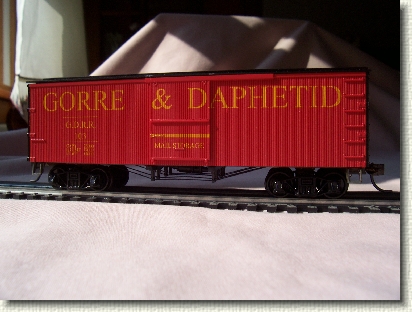 GORRE & DAPHETID
G.D.R.R.
MAIL STORAGE